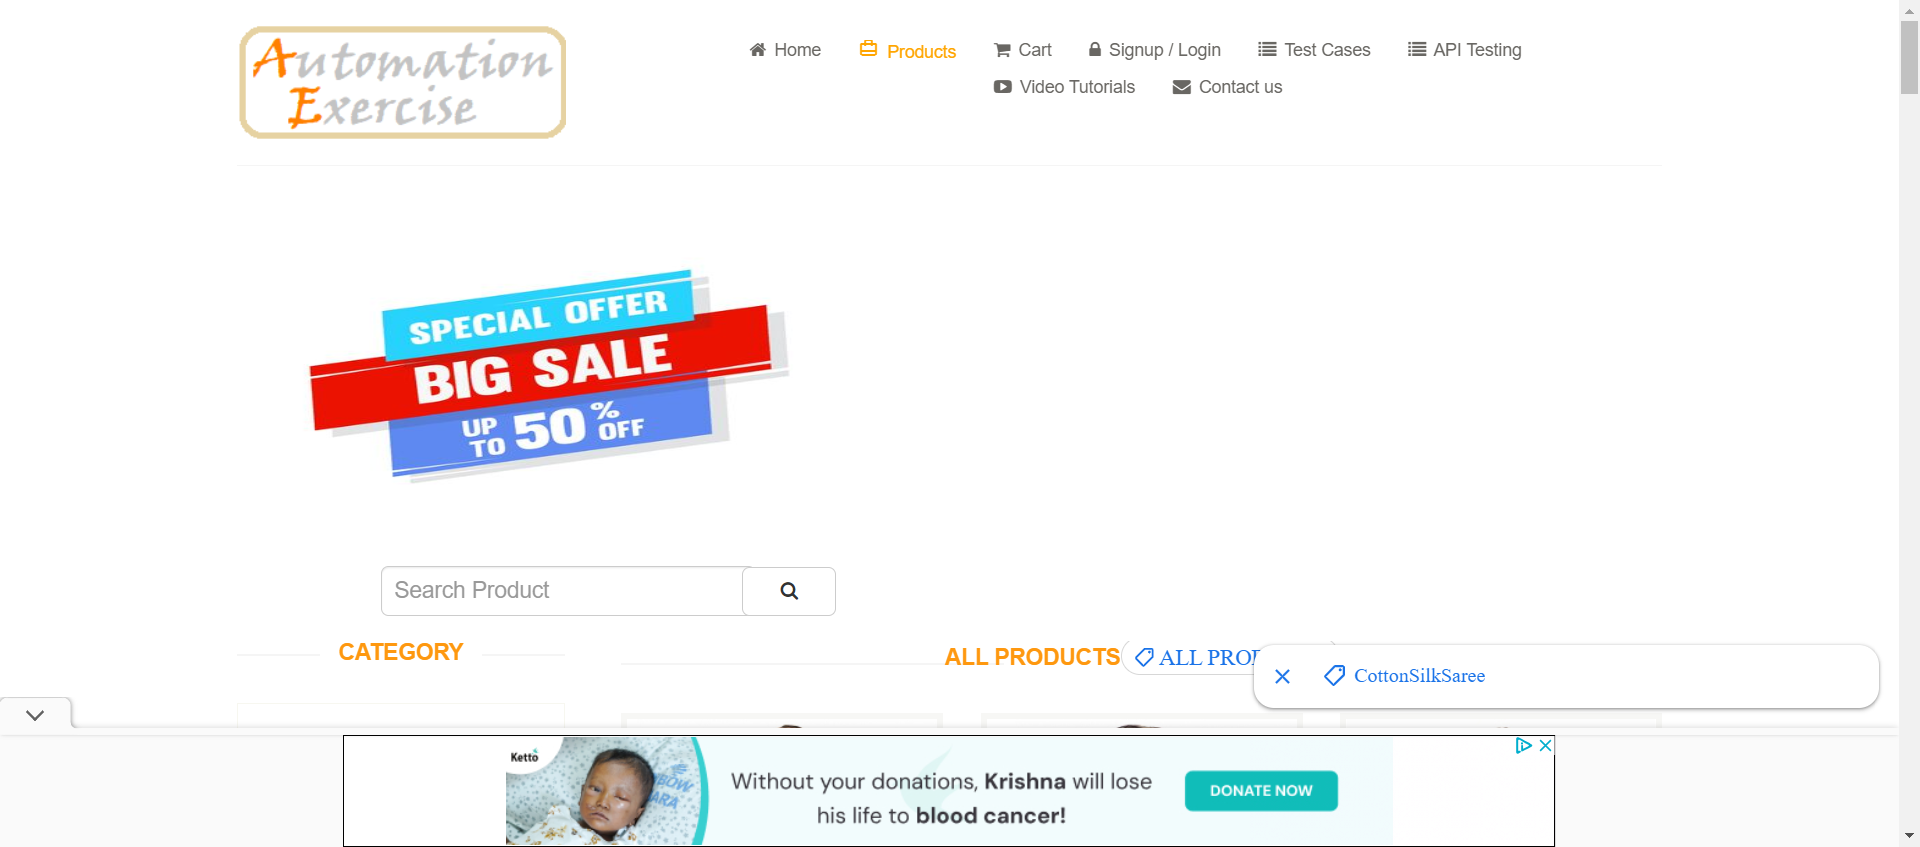 Automation
Exercise
Home
Products
Cart
Signup / Login
Test Cases
API Testing
Video Tutorials
Contact us
SPECIAL OFFER
BIG SALE
UP TO 50% OFF
Search Product
CATEGORY
ALL PRODUCTS
ALL PRO
CottonSilkSaree
Ketto
Without your donations, Krishna will lose
his life to blood cancer!
DONATE NOW